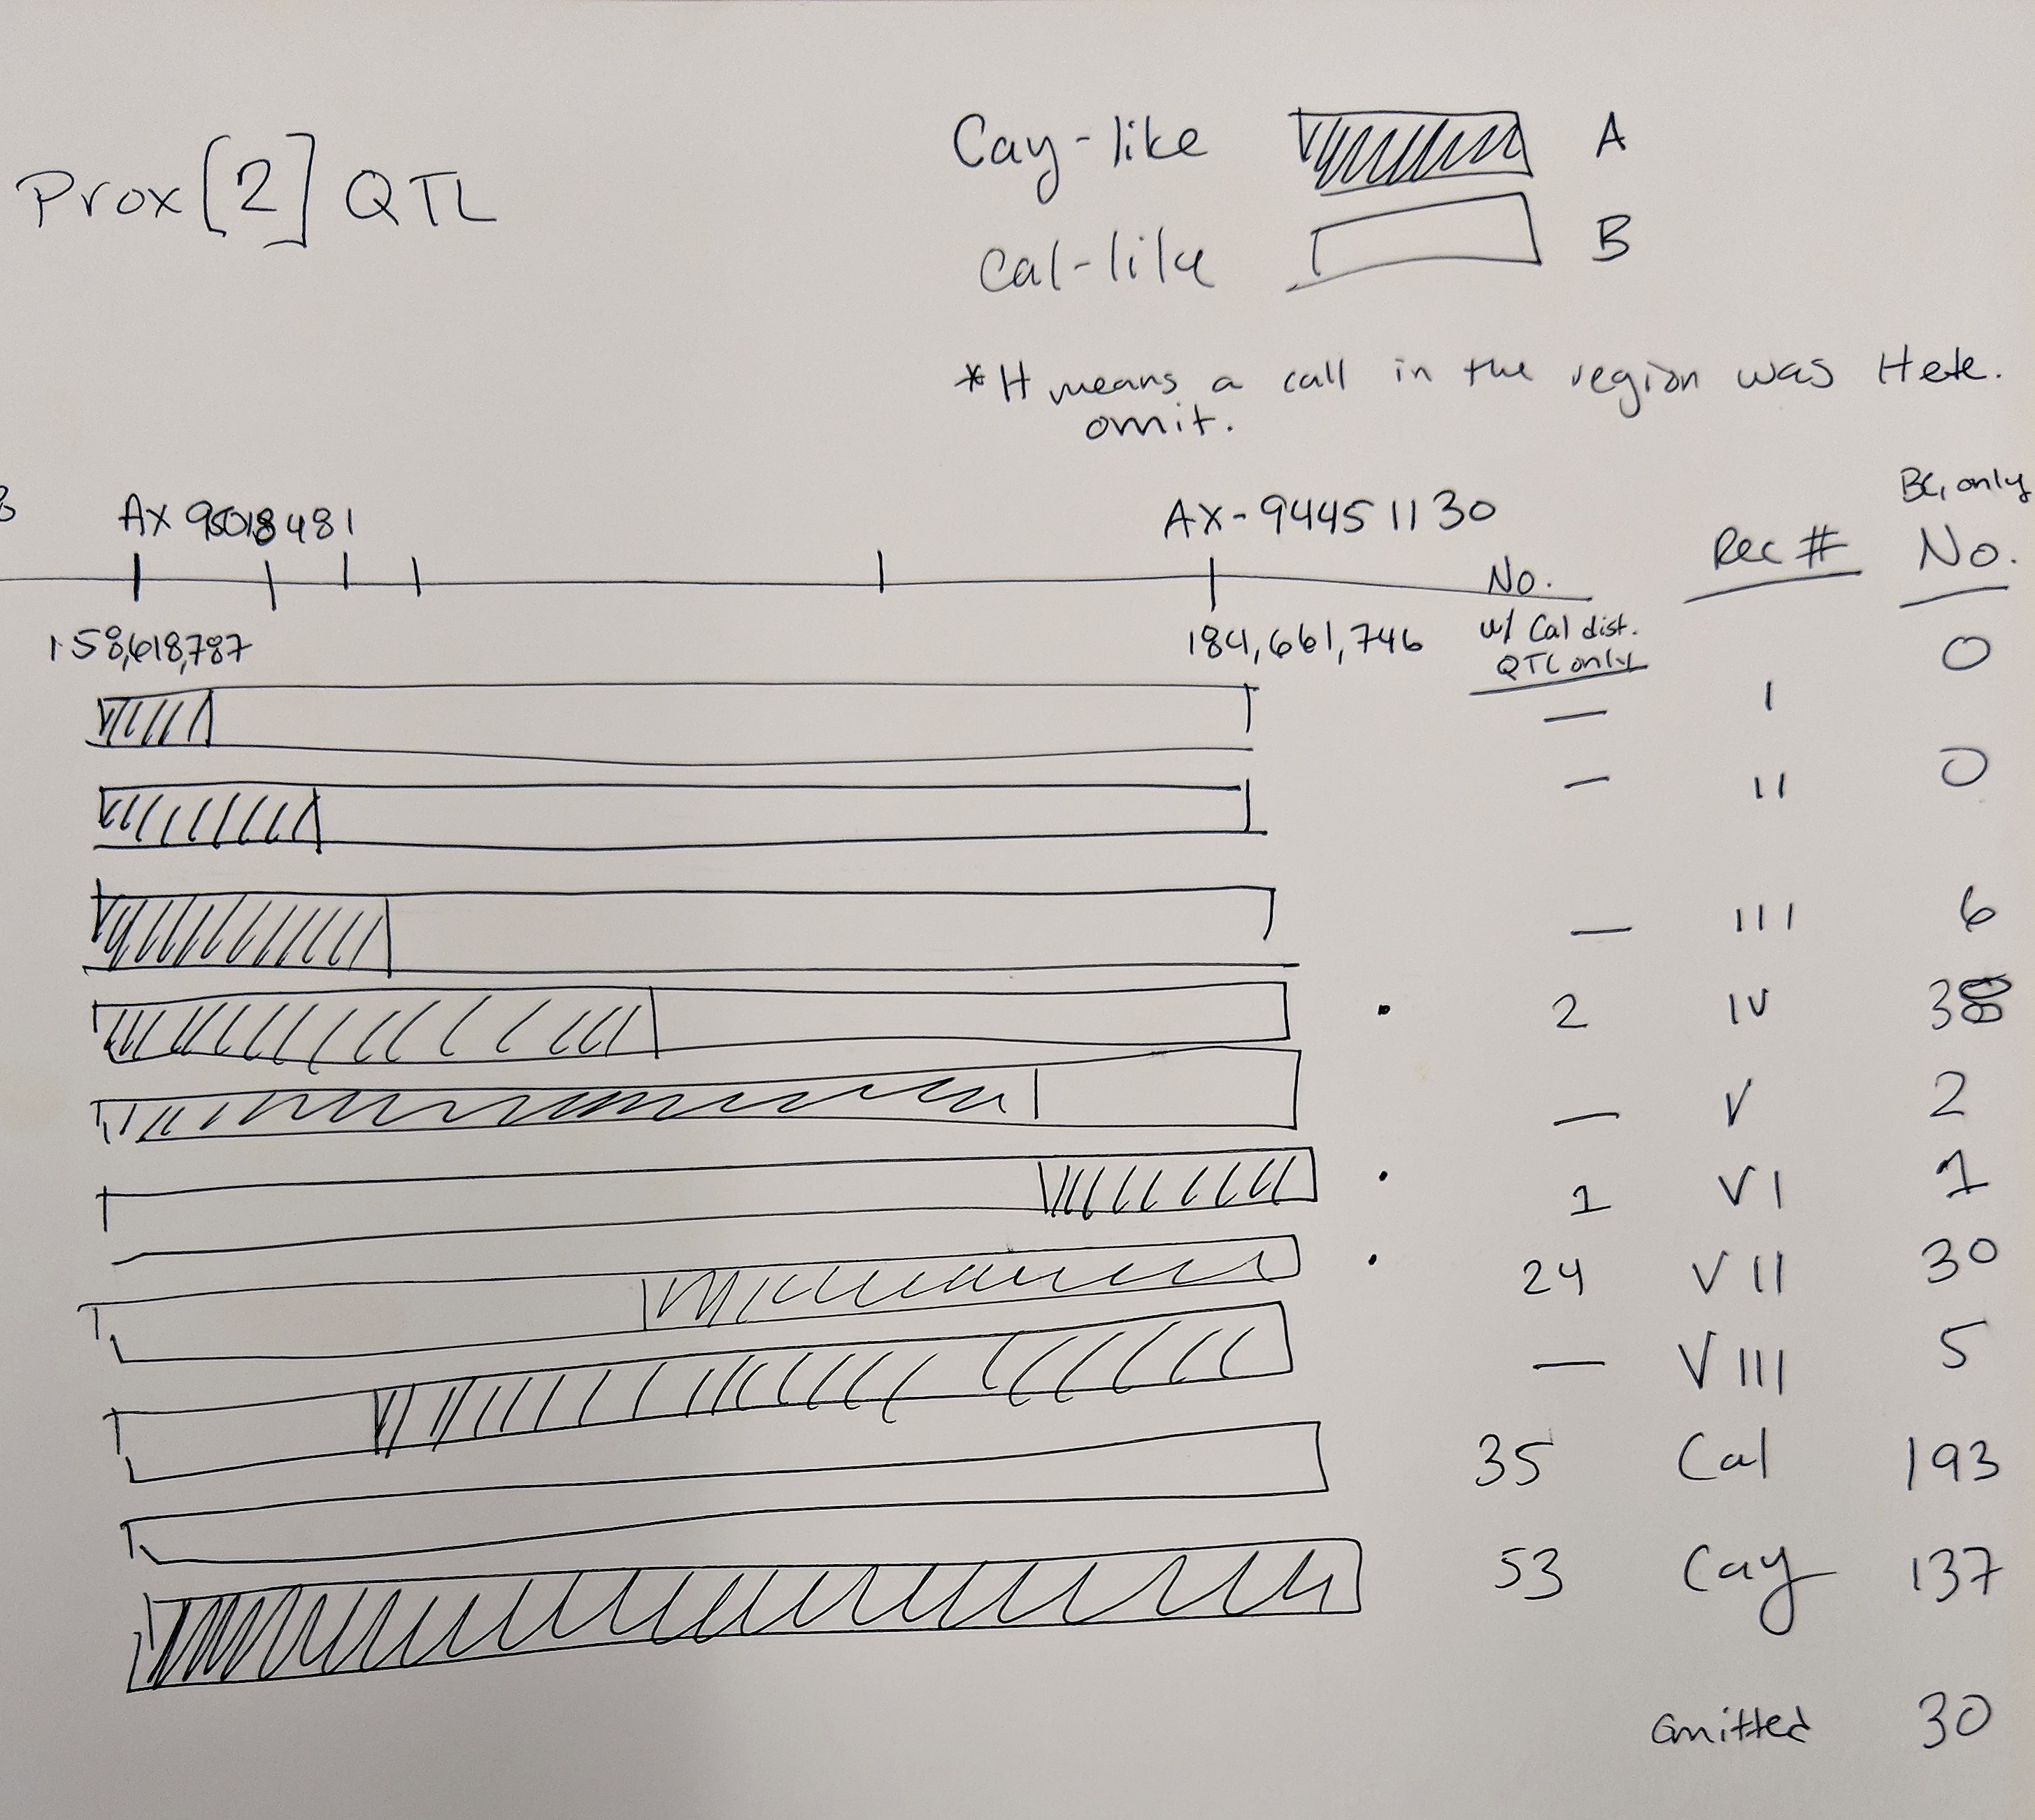 Prox[2] QTL
Cay-like A
Cal-like B
*H means a call in the region was Hete.
omit.
AX 95018481
AX-94451130
158,618,787
184,661,746
No.
w/ Cal dist.
QTL only
Rec #
BC1 only
No.
— I 0
— II 0
— III 6
2 IV 38
— V 2
1 VI 1
24 VII 30
— VIII 5
35 Cal 193
53 Cay 137
omitted 30